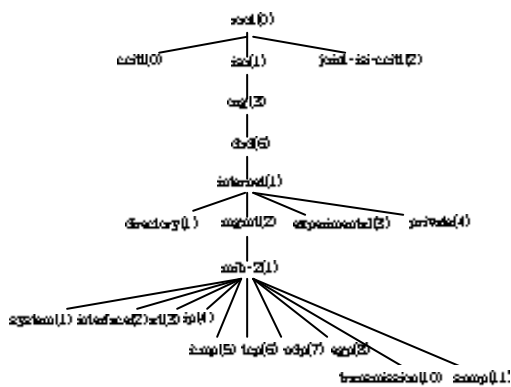 root(0)
ccitt(0) iso(1) joint-iso-ccitt(2)
org(3)
dod(6)
internet(1)
directory(1) mgmt(2) experimental(3) private(4)
mib-2(1)
system(1) interface(2) at(3) ip(4)
icmp(5) tcp(6) udp(7) egp(8)
transmission(10) snmp(11)